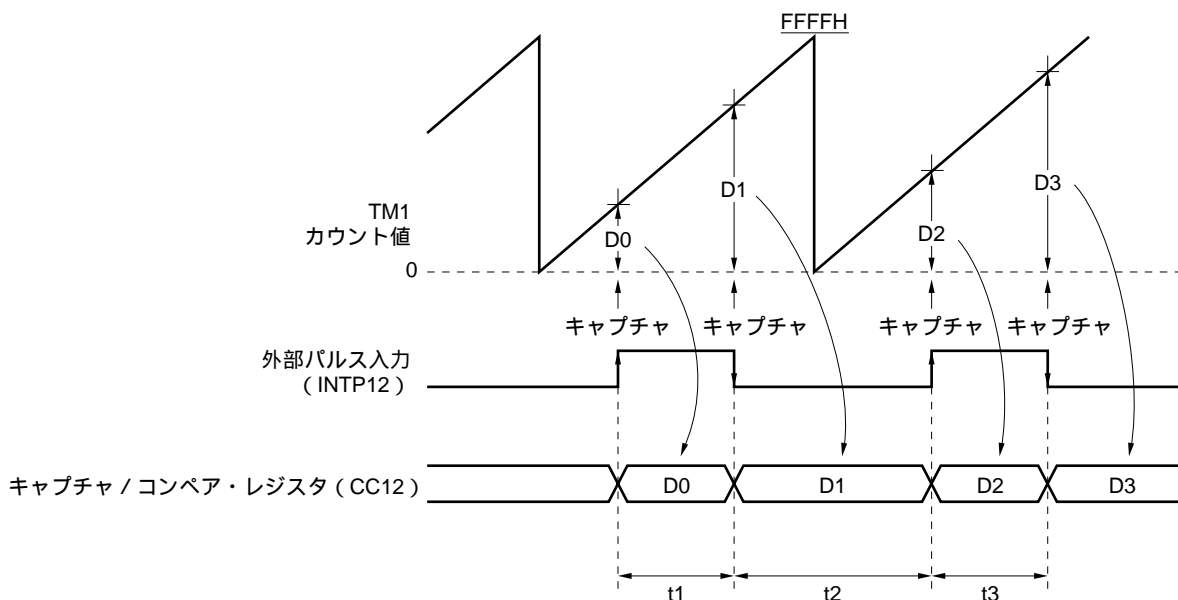 FFFFH
TM1
カウント値
0
D0
D1
D2
D3
キャプチャ
キャプチャ
キャプチャ
キャプチャ
外部パルス入力
（INTP12）
キャプチャ / コンペア・レジスタ（CC12）
D0
D1
D2
D3
t1
t2
t3